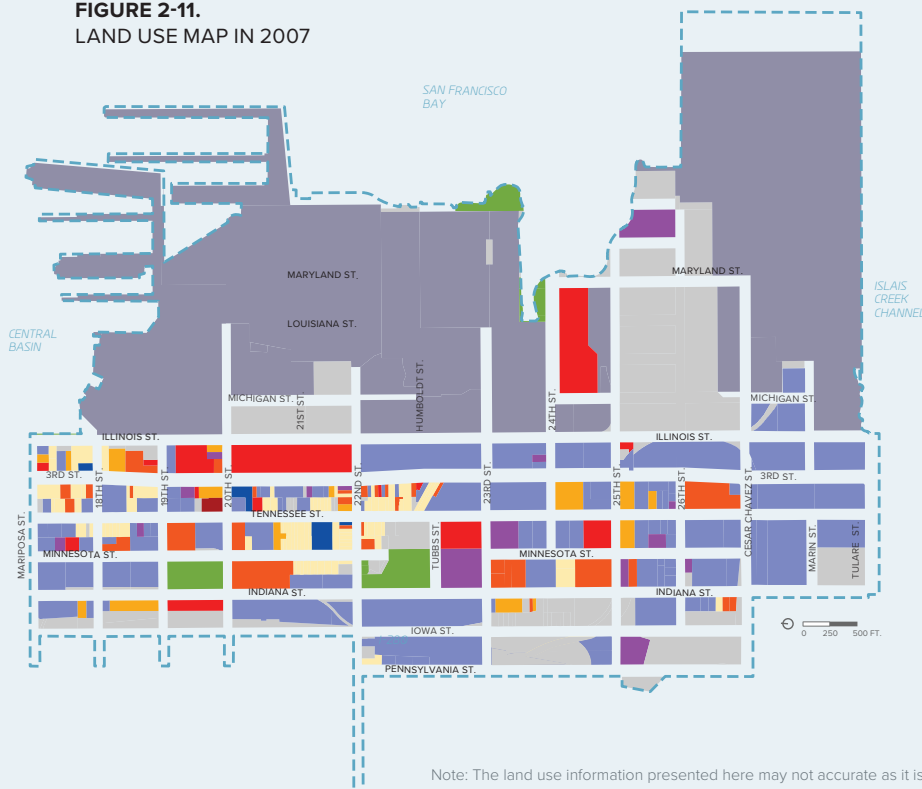 FIGURE 2-11.
LAND USE MAP IN 2007
SAN FRANCISCO
BAY
MARYLAND ST.
MARYLAND ST.
ISLAIS
CREEK
CHANNEL
LOUISIANA ST.
CENTRAL
BASIN
MICHIGAN ST.
21ST ST.
HUMBOLDT ST.
24TH ST.
MICHIGAN ST.
ILLINOIS ST.
ILLINOIS ST.
3RD ST.
18TH ST.
19TH ST.
20TH ST.
22ND ST.
23RD ST.
25TH ST.
26TH ST.
CESAR CHAVEZ ST.
3RD ST.
TENNESSEE ST.
MARIPOSA ST.
MINNESOTA ST.
TUBBS ST.
MINNESOTA ST.
MARIN ST.
TULARE ST.
INDIANA ST.
INDIANA ST.
IOWA ST.
0 250 500 FT.
PENNSYLVANIA ST.
Note: The land use information presented here may not accurate as it is